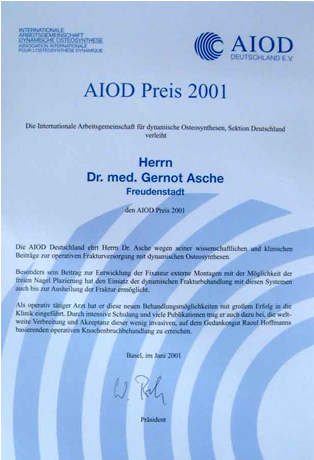 INTERNATIONALE
ARBEITSGEMEINSCHAFT
DYNAMISCHE OSTEOSYNTHESE
ASSOCIATION INTERNATIONALE
POUR L'OSTEOSYNTHESE DYNAMIQUE
AIOD
DEUTSCHLAND E.V.
AIOD Preis 2001
Die Internationale Arbeitsgemeinschaft für dynamische Osteosynthesen, Sektion Deutschland
verleiht
Herrn
Dr. med. Gernot Asche
Freudenstadt
den AIOD Preis 2001
Die AIOD Deutschland ehrt Herrn Dr. Asche wegen seiner wissenschaftlichen und klinischen
Beiträge zur operativen Frakturversorgung mit dynamischen Osteosynthesen.
Besonders sein Beitrag zur Entwicklung der Fixateur externe Montagen mit der Möglichkeit der
freien Nagel Plazierung hat den Einsatz der dynamischen Frakturbehandlung mit diesen Systemen
auch bis zur Ausheilung der Fraktur ermöglicht.
Als operativ tätiger Arzt hat er diese neuen Behandlungsmöglichkeiten mit großem Erfolg in die
Klinik eingeführt. Durch intensive Schulung und viele Publikationen trug er auch dazu bei, die welt-
weite Verbreitung und Akzeptanz dieser wenig invasiven, auf dem Gedankengut Raoul Hoffmanns
basierenden operativen Knochenbruchbehandlung zu erreichen.
Basel, im Juni 2001
Präsident